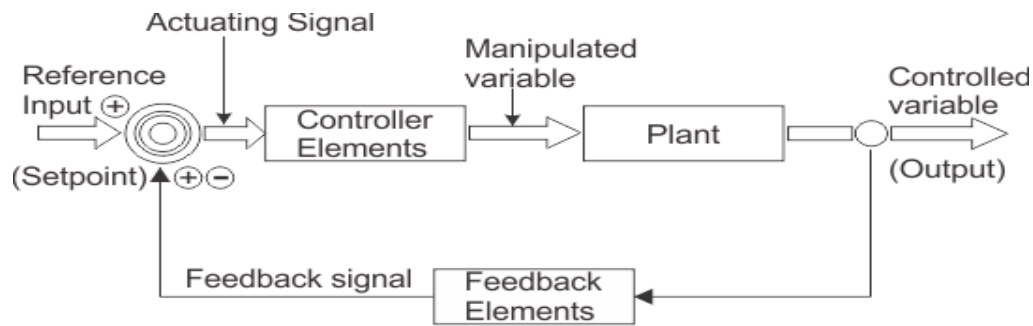 Actuating Signal
Reference
Input +
(Setpoint) + −
Controller
Elements
Manipulated
variable
Plant
Controlled
variable
(Output)
Feedback signal
Feedback
Elements